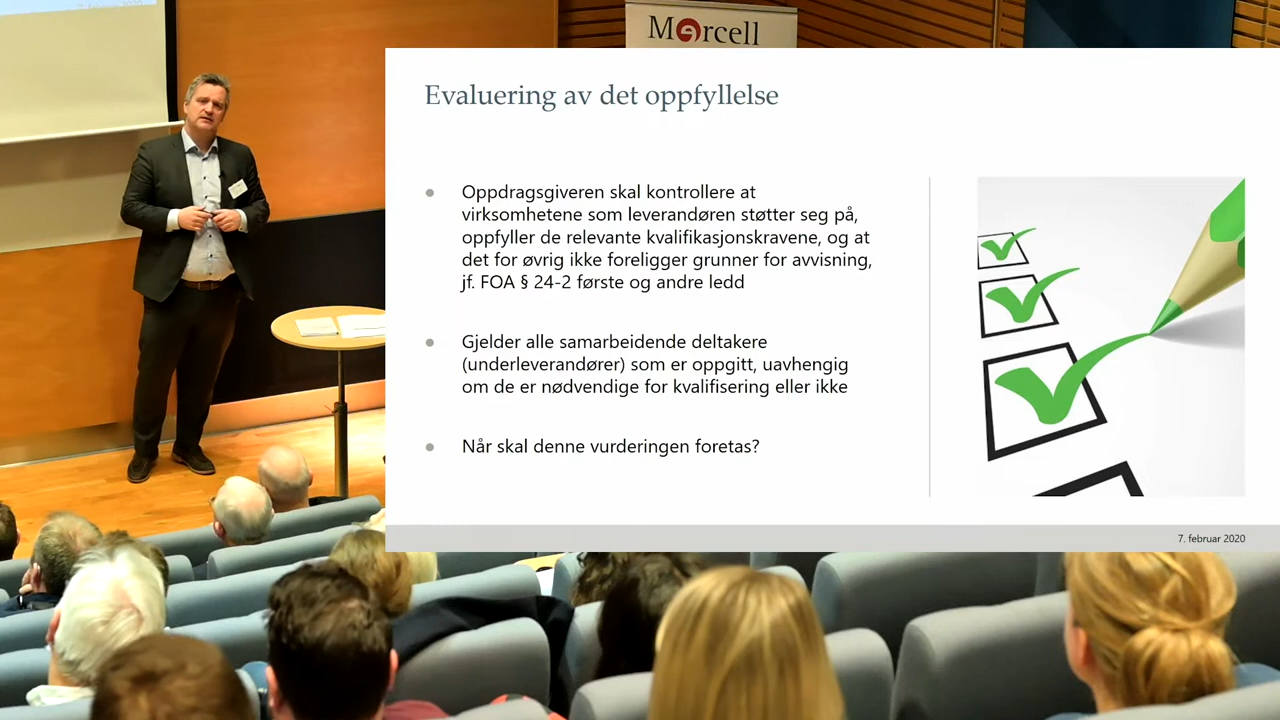 Mercell
Evaluering av det oppfyllelse
Oppdragsgiveren skal kontrollere at
virksomhetene som leverandøren støtter seg på,
oppfyller de relevante kvalifikasjonskravene, og at
det for øvrig ikke foreligger grunner for avvisning,
jf. FOA § 24-2 første og andre ledd
Gjelder alle samarbeidende deltakere
(underleverandører) som er oppgitt, uavhengig
om de er nødvendige for kvalifisering eller ikke
Når skal denne vurderingen foretas?
7. februar 2020